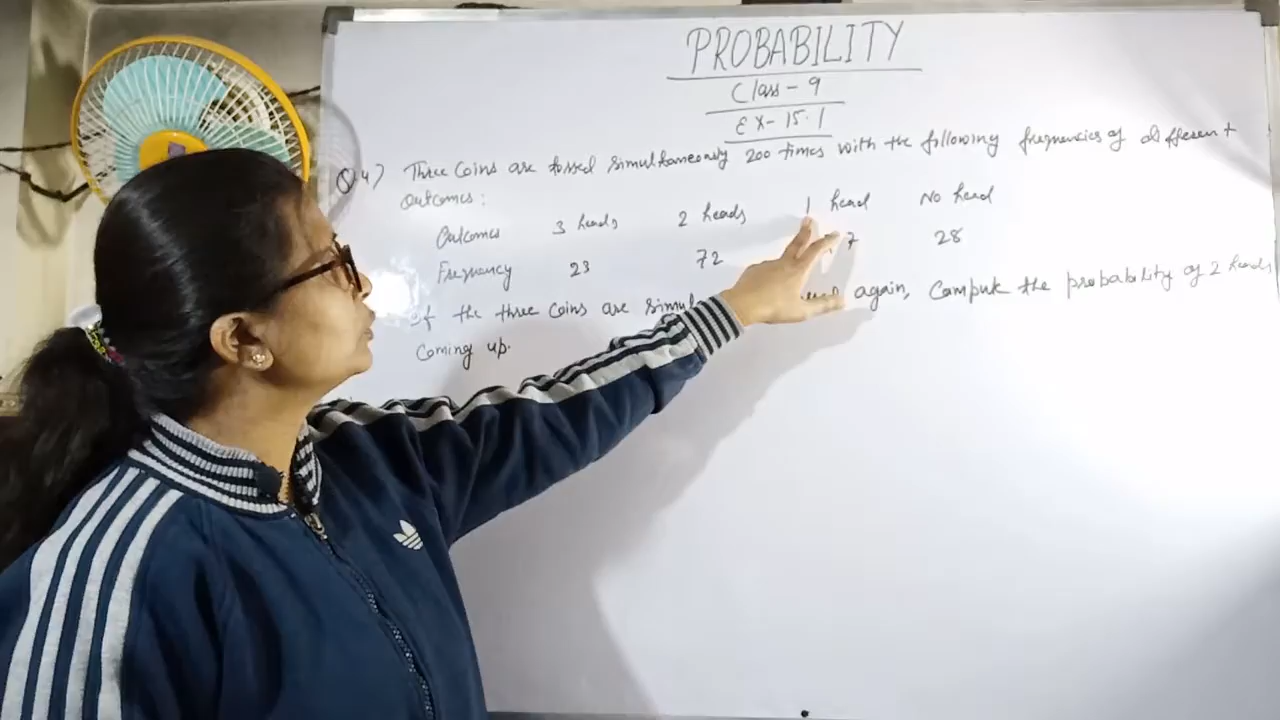 PROBABILITY
Class - 9
EX - 15.1
Q 4) Three Coins are tossed simultaneously 200 times with the following frequencies of different
Outcomes :
Outcomes 3 heads 2 heads 1 head No head
Frequency 23 72 7 28
If the three Coins are again, Compute the probability of 2 heads
Coming up.